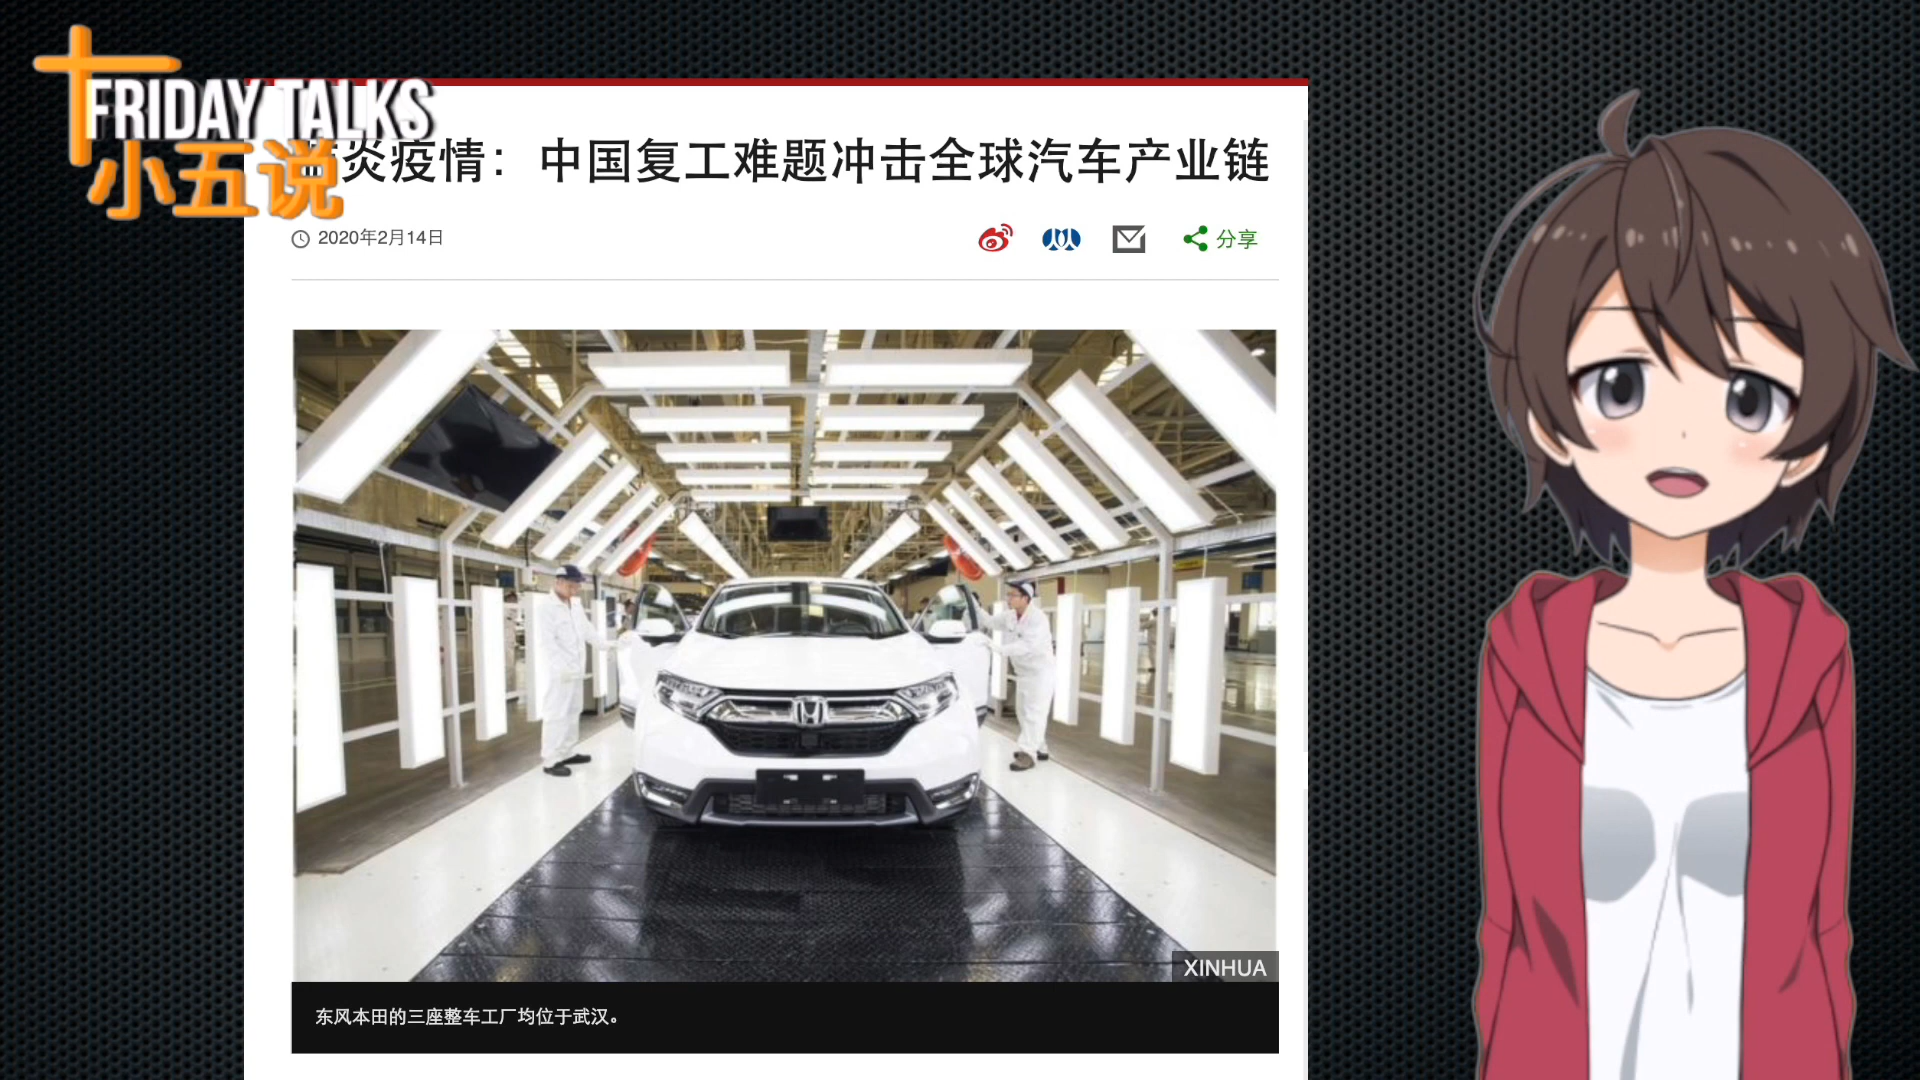 FRIDAY TALKS
小五说
炎疫情：中国复工难题冲击全球汽车产业链
2020年2月14日
分享
XINHUA
东风本田的三座整车工厂均位于武汉。